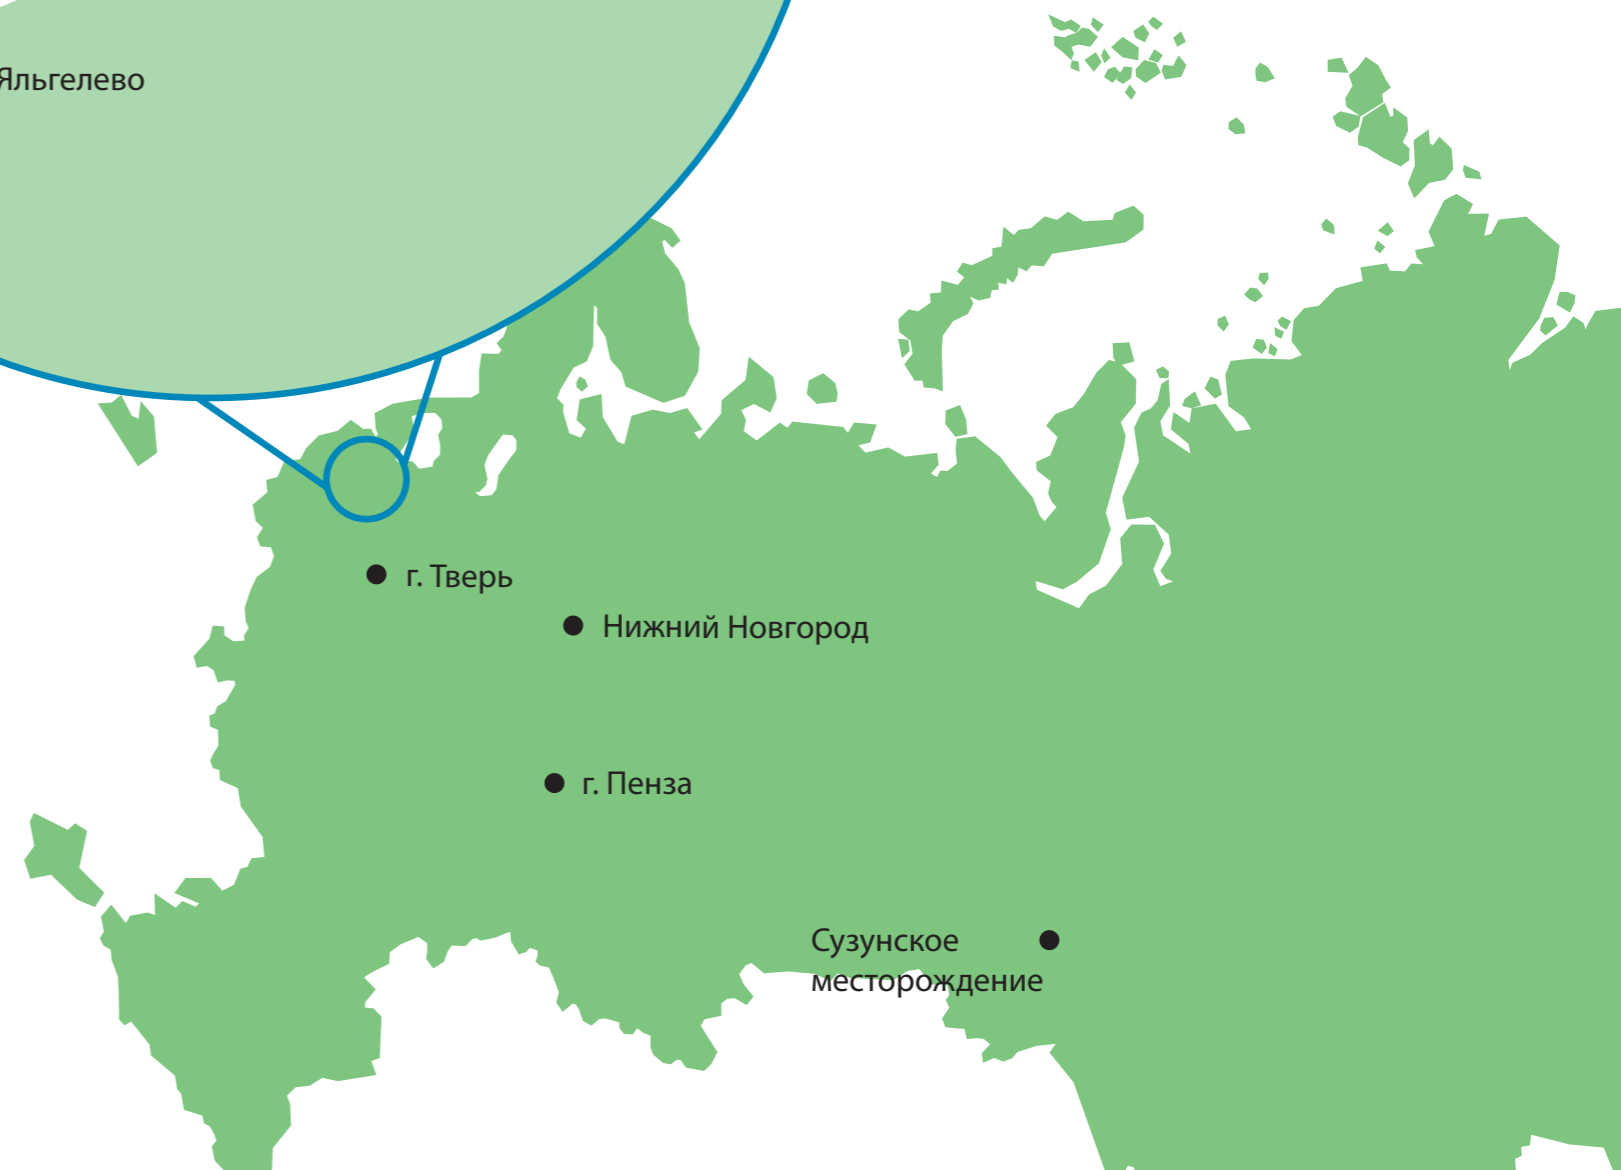 Яльгелево
г. Тверь
Нижний Новгород
г. Пенза
Сузунское
месторождение